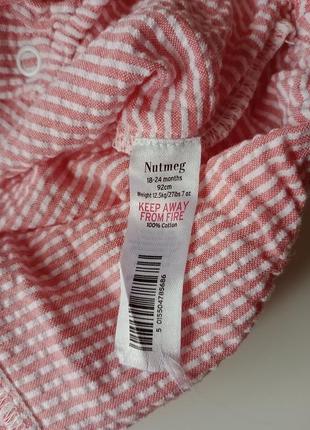 Nutmeg
18-24 months
92cm
Weight 12.5kg/27lbs 7 oz
KEEP AWAY
FROM FIRE
100% Cotton
5 015504 785686